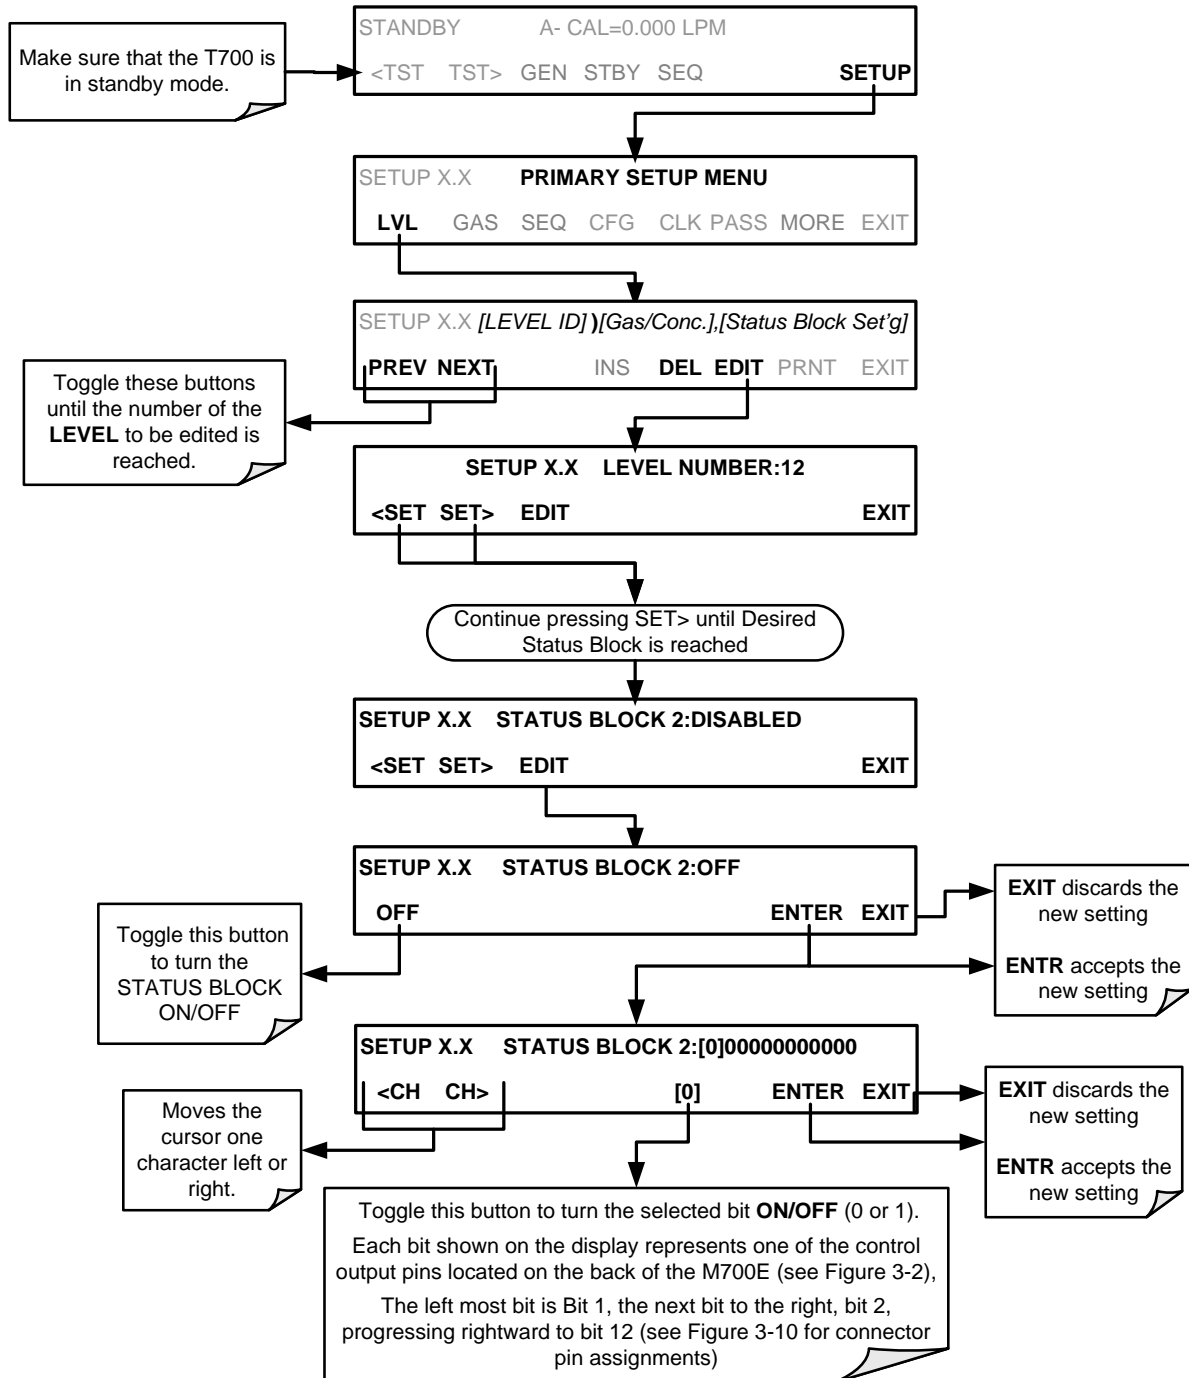 STANDBY A- CAL=0.000 LPM
Make sure that the T700 is
in standby mode.
<TST TST> GEN STBY SEQ SETUP
SETUP X.X PRIMARY SETUP MENU
LVL GAS SEQ CFG CLK PASS MORE EXIT
SETUP X.X [LEVEL ID] )[Gas/Conc.],[Status Block Set'g]
PREV NEXT INS DEL EDIT PRNT EXIT
Toggle these buttons
until the number of the
LEVEL to be edited is
reached.
SETUP X.X LEVEL NUMBER:12
<SET SET> EDIT EXIT
Continue pressing SET> until Desired
Status Block is reached
SETUP X.X STATUS BLOCK 2:DISABLED
<SET SET> EDIT EXIT
SETUP X.X STATUS BLOCK 2:OFF
OFF ENTER EXIT
EXIT discards the
new setting
ENTR accepts the
new setting
Toggle this button
to turn the
STATUS BLOCK
ON/OFF
SETUP X.X STATUS BLOCK 2:[0]00000000000
<CH CH> [0] ENTER EXIT
EXIT discards the
new setting
ENTR accepts the
new setting
Moves the
cursor one
character left or
right.
Toggle this button to turn the selected bit ON/OFF (0 or 1).
Each bit shown on the display represents one of the control
output pins located on the back of the M700E (see Figure 3-2),
The left most bit is Bit 1, the next bit to the right, bit 2,
progressing rightward to bit 12 (see Figure 3-10 for connector
pin assignments)